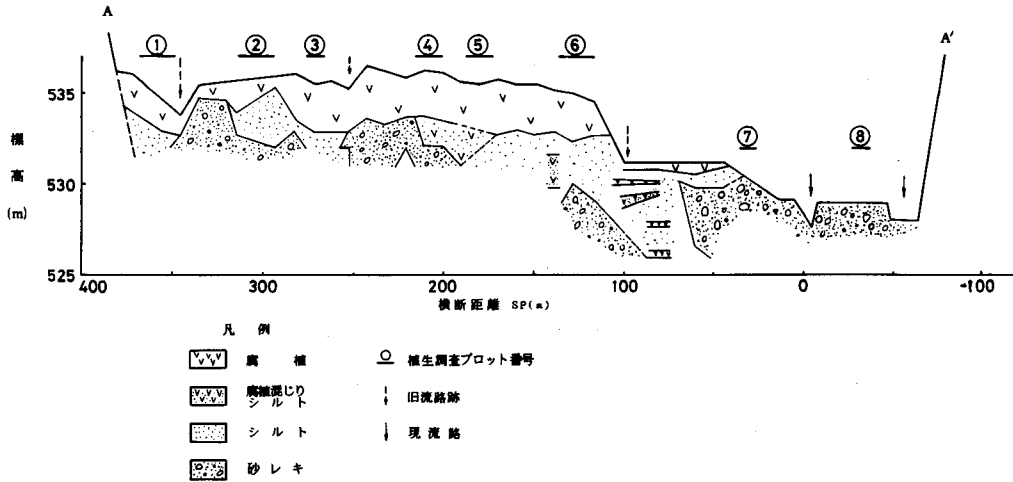 A
A'
① ② ③ ④ ⑤ ⑥ ⑦ ⑧
535
530
525
標高(m)
400 300 200 100 0 -100
横断距離 SP(m)
凡 例
腐 植
腐植混じりシルト
シ ル ト
砂 レ キ
植生調査プロット番号
旧流路跡
現 流 路